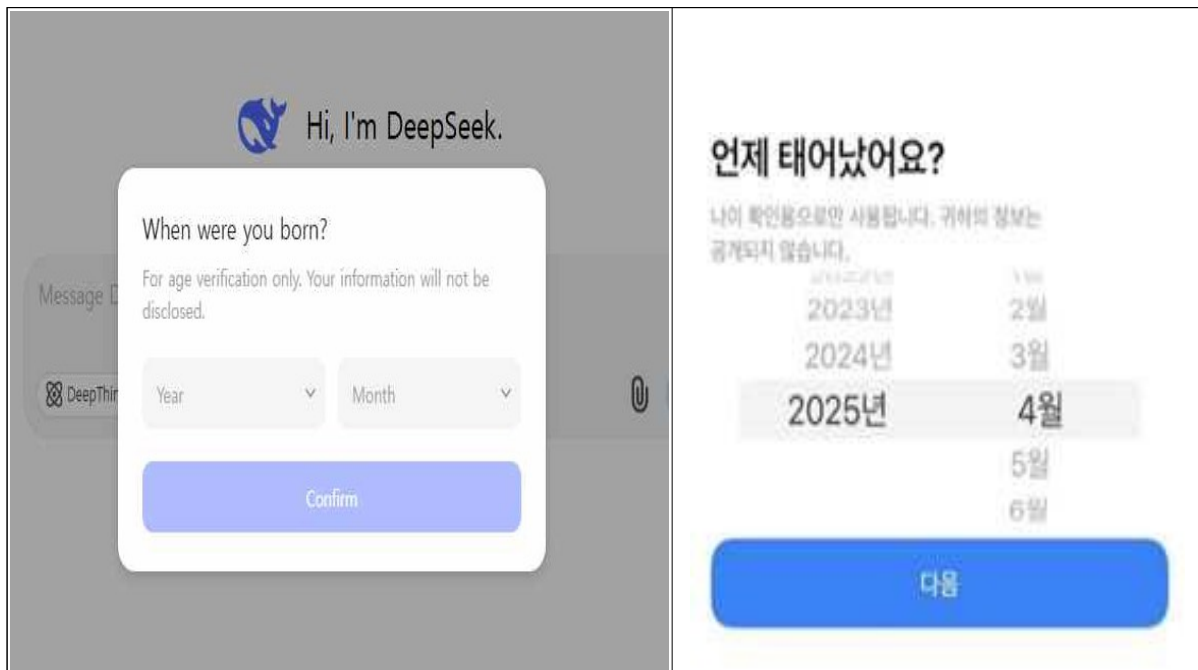 Hi, I'm DeepSeek.
When were you born?
For age verification only. Your information will not be
disclosed.
Message D
DeepThin
Year
Month
Confirm
언제 태어났어요?
나이 확인용으로만 사용됩니다. 귀하의 정보는
공개되지 않습니다.
2023년 2월
2024년 3월
2025년 4월
5월
6월
다음